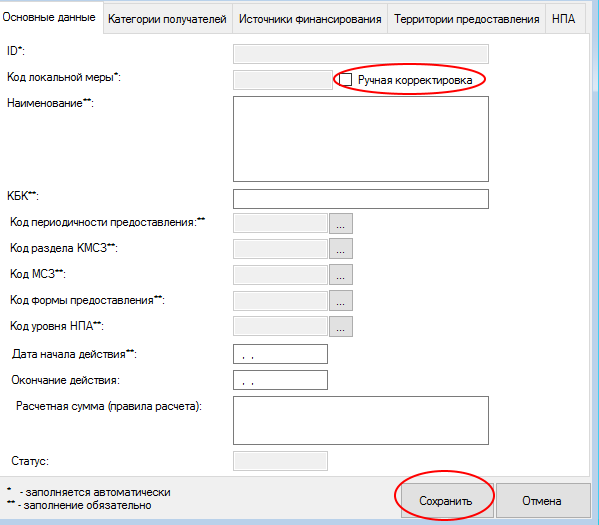 Основные данные Категории получателей Источники финансирования Территории предоставления НПА
ID*:
Код локальной меры*: Ручная корректировка
Наименование**:
КБК**:
Код периодичности предоставления:** ...
Код раздела КМСЗ**: ...
Код МСЗ**: ...
Код формы предоставления**: ...
Код уровня НПА**: ...
Дата начала действия**: . .
Окончание действия: . .
Расчетная сумма (правила расчета):
Статус:
* - заполняется автоматически
** - заполнение обязательно
Сохранить Отмена